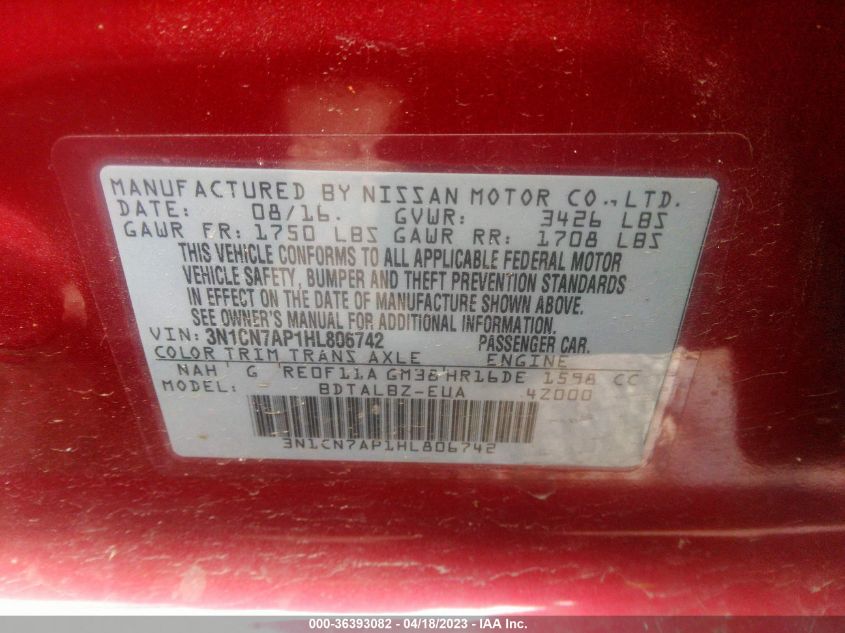 MANUFACTURED BY NISSAN MOTOR CO., LTD.
DATE: 08/16. GVWR: 3426 LBS
GAWR FR: 1750 LBS GAWR RR: 1708 LBS
THIS VEHICLE CONFORMS TO ALL APPLICABLE FEDERAL MOTOR
VEHICLE SAFETY, BUMPER AND THEFT PREVENTION STANDARDS
IN EFFECT ON THE DATE OF MANUFACTURE SHOWN ABOVE.
SEE OWNER'S MANUAL FOR ADDITIONAL INFORMATION.
VIN: 3N1CN7AP1HL806742 PASSENGER CAR.
COLOR TRIM TRANS AXLE ENGINE
NAH G RE0F11A GM38 HR16DE 1598 CC
MODEL: BDTALBZ-EUA 4Z000
3N1CN7AP1HL806742
000-36393082 | 04/18/2023 - IAA Inc.